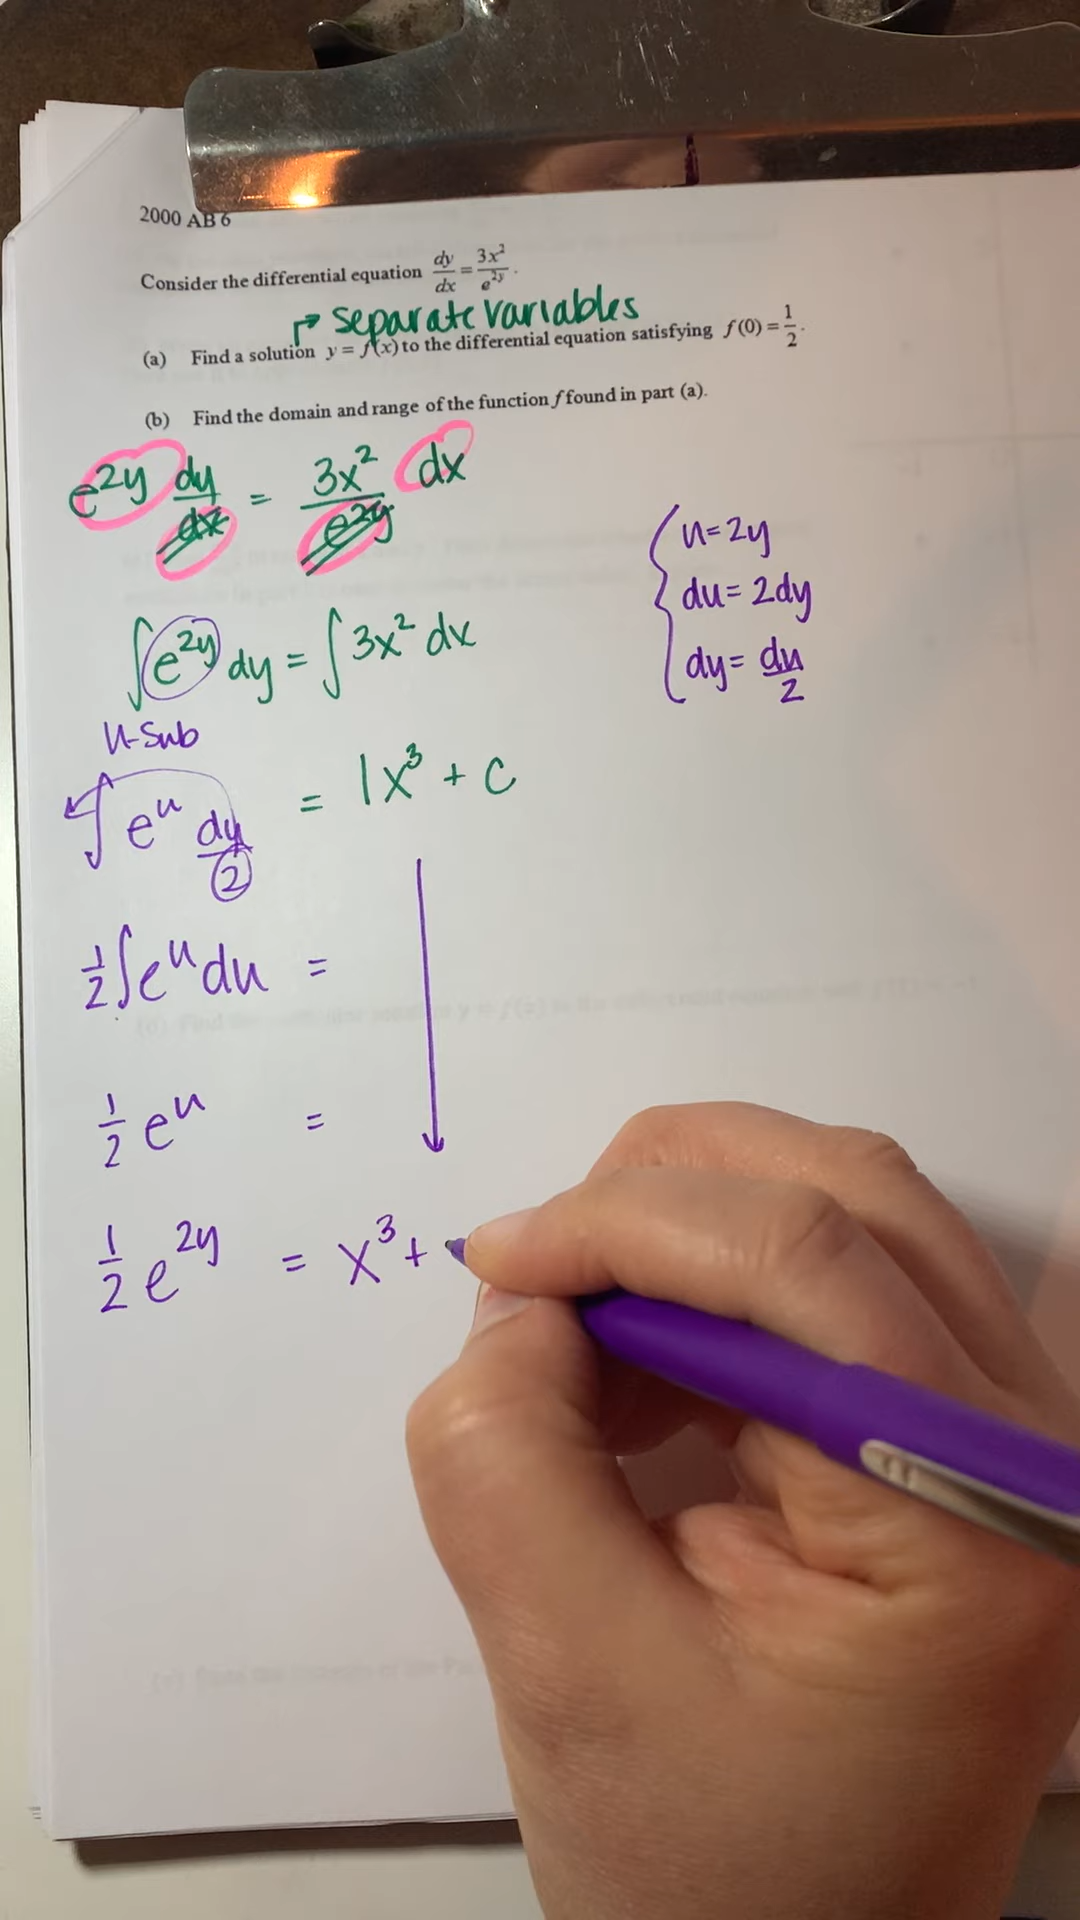 2000 AB 6
Consider the differential equation dy/dx = 3x²/e^(2y).
↱ separate variables
(a) Find a solution y = f(x) to the differential equation satisfying f(0) = 1/2.
(b) Find the domain and range of the function f found in part (a).
e^(2y) dy/dx = 3x²/e^(2y) dx
u=2y
du=2dy
dy=du/2
∫e^(2y) dy = ∫3x² dx
u-sub
∫e^u dy/2 = 1x³ + C
1/2∫e^u du =
1/2 e^u =
1/2 e^(2y) = x³+